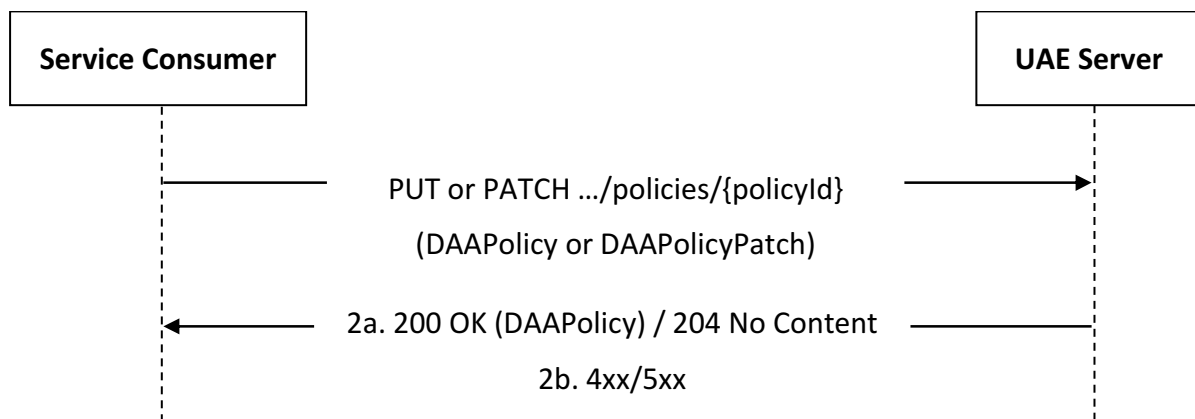 Service Consumer
UAE Server
PUT or PATCH …/policies/{policyId}
(DAAPolicy or DAAPolicyPatch)
2a. 200 OK (DAAPolicy) / 204 No Content
2b. 4xx/5xx